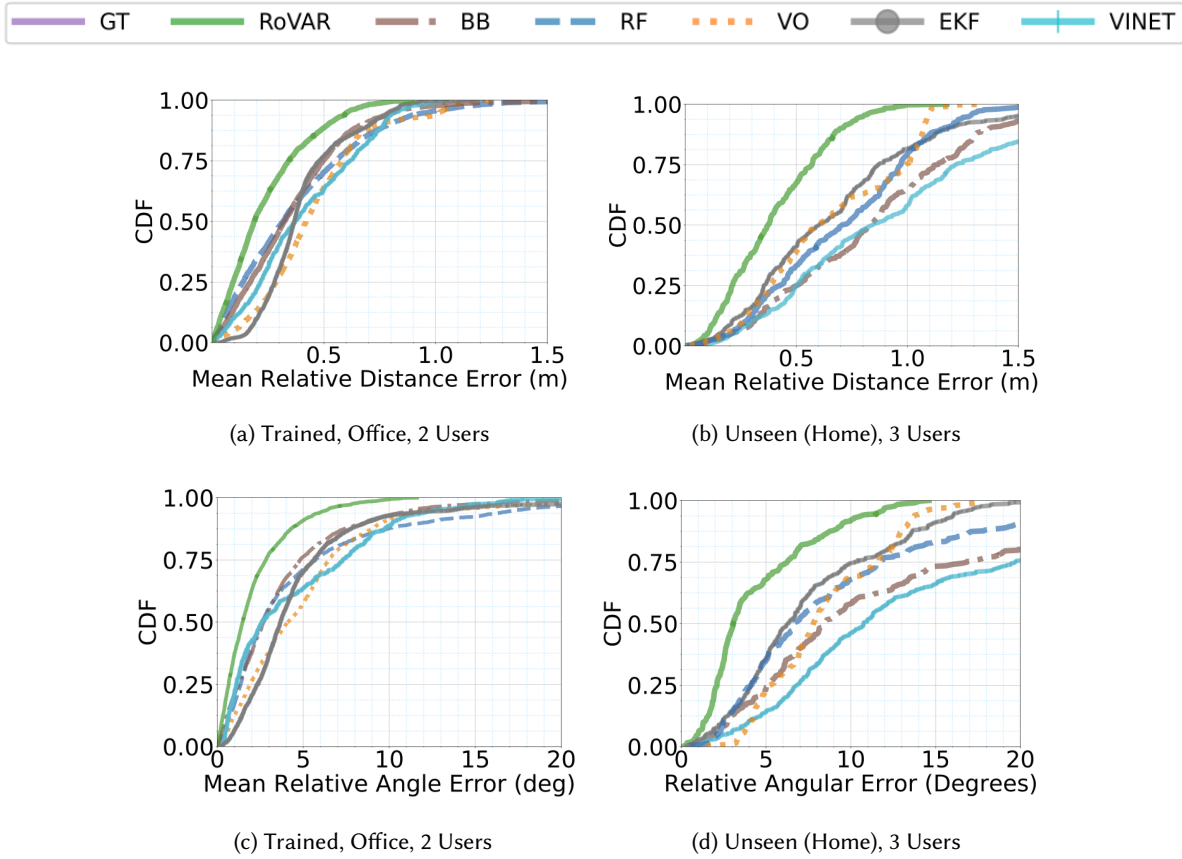 GT RoVAR BB RF VO EKF VINET
1.00
0.75
0.50
0.25
0.00
CDF
0.5 1.0 1.5
Mean Relative Distance Error (m)
(a) Trained, Office, 2 Users
1.00
0.75
0.50
0.25
0.00
CDF
0.5 1.0 1.5
Mean Relative Distance Error (m)
(b) Unseen (Home), 3 Users
1.00
0.75
0.50
0.25
0.00
CDF
0 5 10 15 20
Mean Relative Angle Error (deg)
(c) Trained, Office, 2 Users
1.00
0.75
0.50
0.25
0.00
CDF
0 5 10 15 20
Relative Angular Error (Degrees)
(d) Unseen (Home), 3 Users